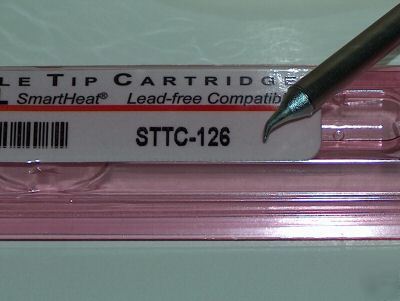 LE TIP CARTRIDGE
L SmartHeat® Lead-free Compatib
STTC-126